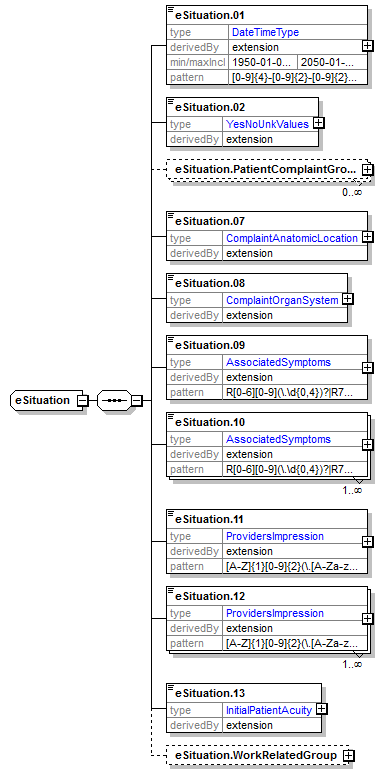 eSituation
eSituation.01
type DateTimeType
derivedBy extension
min/maxIncl 1950-01-0... 2050-01-...
pattern [0-9]{4}-[0-9]{2}-[0-9]{2}...
eSituation.02
type YesNoUnkValues
derivedBy extension
eSituation.PatientComplaintGro...
0..∞
eSituation.07
type ComplaintAnatomicLocation
derivedBy extension
eSituation.08
type ComplaintOrganSystem
derivedBy extension
eSituation.09
type AssociatedSymptoms
derivedBy extension
pattern R[0-6][0-9](\.\d{0,4})?|R7...
eSituation.10
type AssociatedSymptoms
derivedBy extension
pattern R[0-6][0-9](\.\d{0,4})?|R7...
1..∞
eSituation.11
type ProvidersImpression
derivedBy extension
pattern [A-Z]{1}[0-9]{2}(\.[A-Za-z...
eSituation.12
type ProvidersImpression
derivedBy extension
pattern [A-Z]{1}[0-9]{2}(\.[A-Za-z...
1..∞
eSituation.13
type InitialPatientAcuity
derivedBy extension
eSituation.WorkRelatedGroup